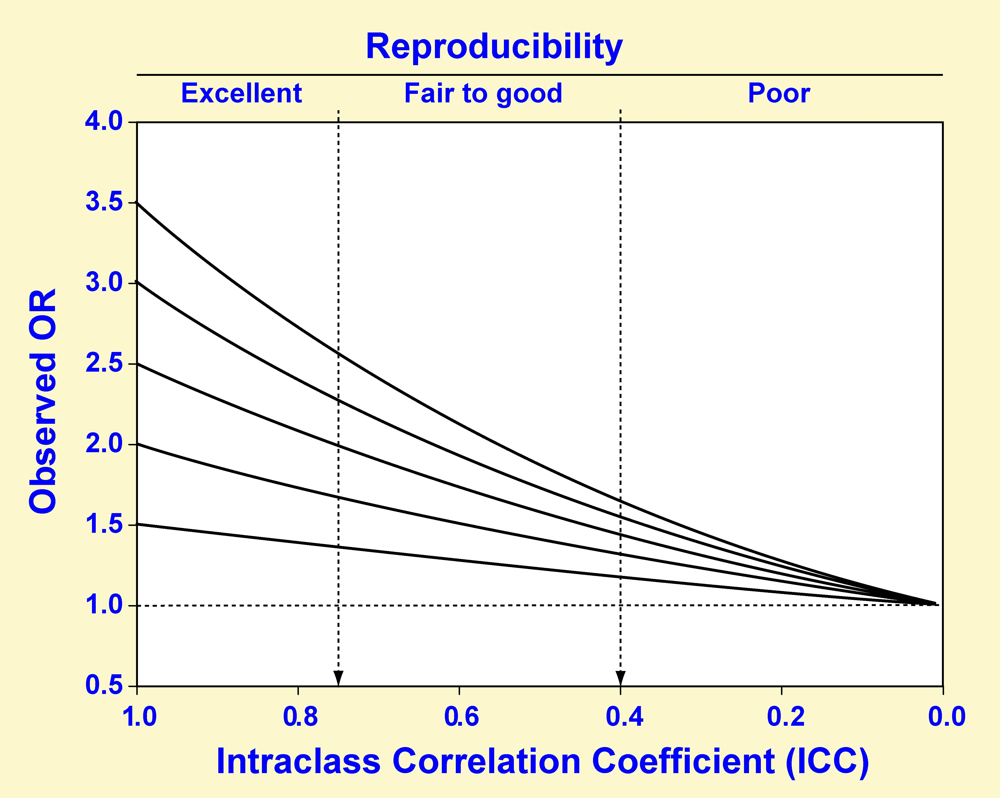 Reproducibility
Excellent Fair to good Poor
4.0
3.5
3.0
2.5
2.0
1.5
1.0
0.5
Observed OR
1.0 0.8 0.6 0.4 0.2 0.0
Intraclass Correlation Coefficient (ICC)